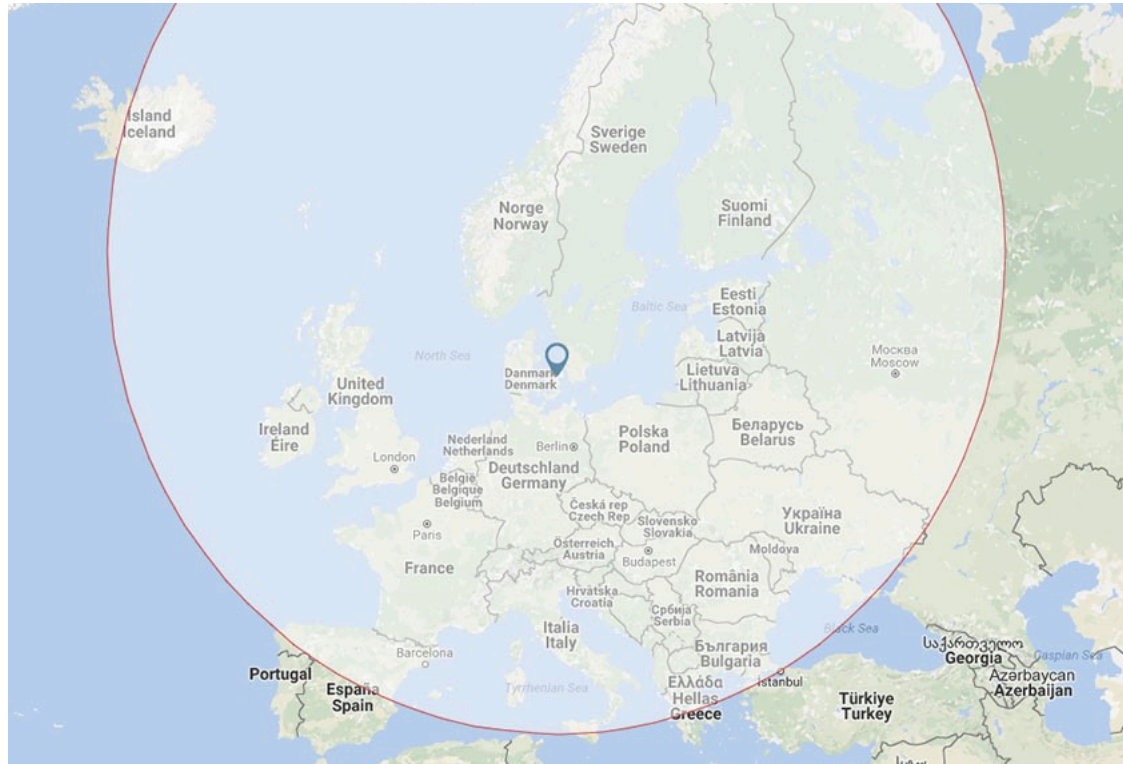 Island
Iceland
Sverige
Sweden
Norge
Norway
Suomi
Finland
Baltic Sea
Eesti
Estonia
Latvija
Latvia
North Sea
Москва
Moscow
Danmark
Denmark
Lietuva
Lithuania
United
Kingdom
Ireland
Éire
Polska
Poland
Беларусь
Belarus
Nederland
Netherlands
Berlin
London
België
Belgique
Belgium
Deutschland
Germany
Česká rep
Czech Rep
Україна
Ukraine
Slovensko
Slovakia
Paris
Österreich
Austria
Moldova
Budapest
France
România
Romania
Hrvatska
Croatia
Србија
Serbia
Italia
Italy
Black Sea
България
Bulgaria
საქართველო
Georgia
Caspian Sea
Barcelona
Portugal
España
Spain
Tyrrhenian Sea
Ελλάδα
Hellas
Greece
Istanbul
Türkiye
Turkey
Azərbaycan
Azerbaijan